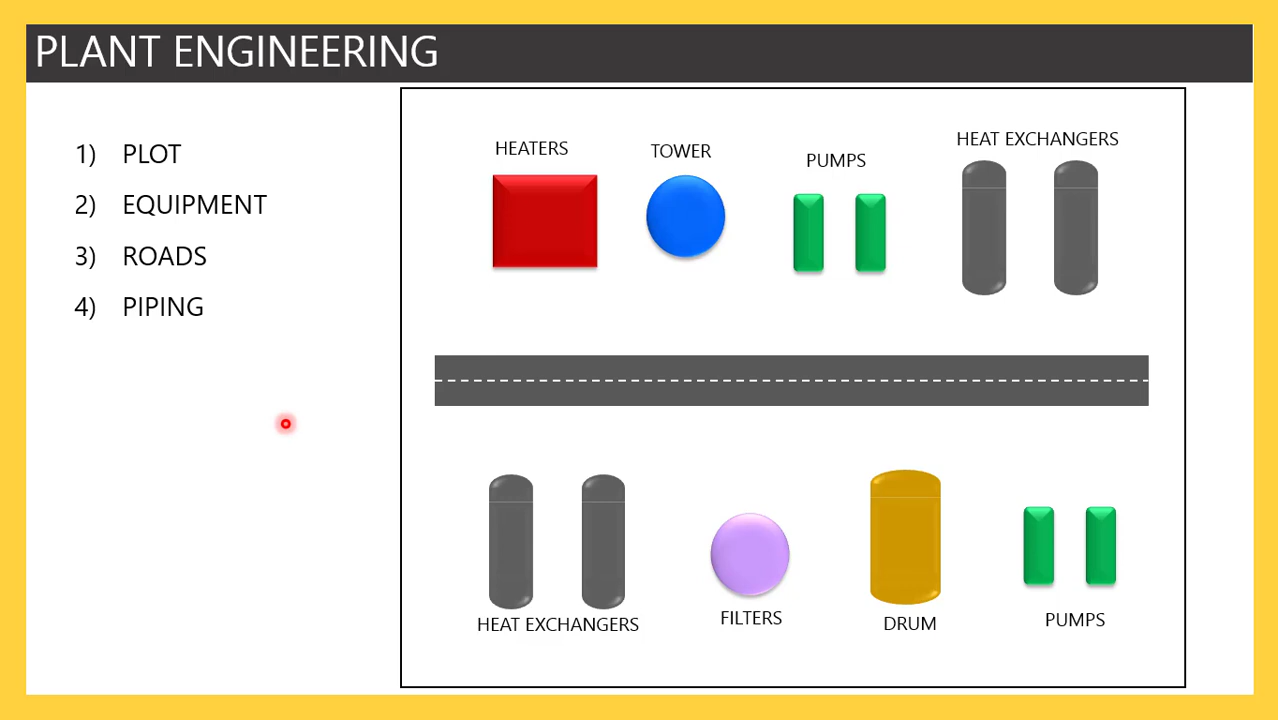 PLANT ENGINEERING
1) PLOT
2) EQUIPMENT
3) ROADS
4) PIPING
HEATERS
TOWER
PUMPS
HEAT EXCHANGERS
HEAT EXCHANGERS
FILTERS
DRUM
PUMPS